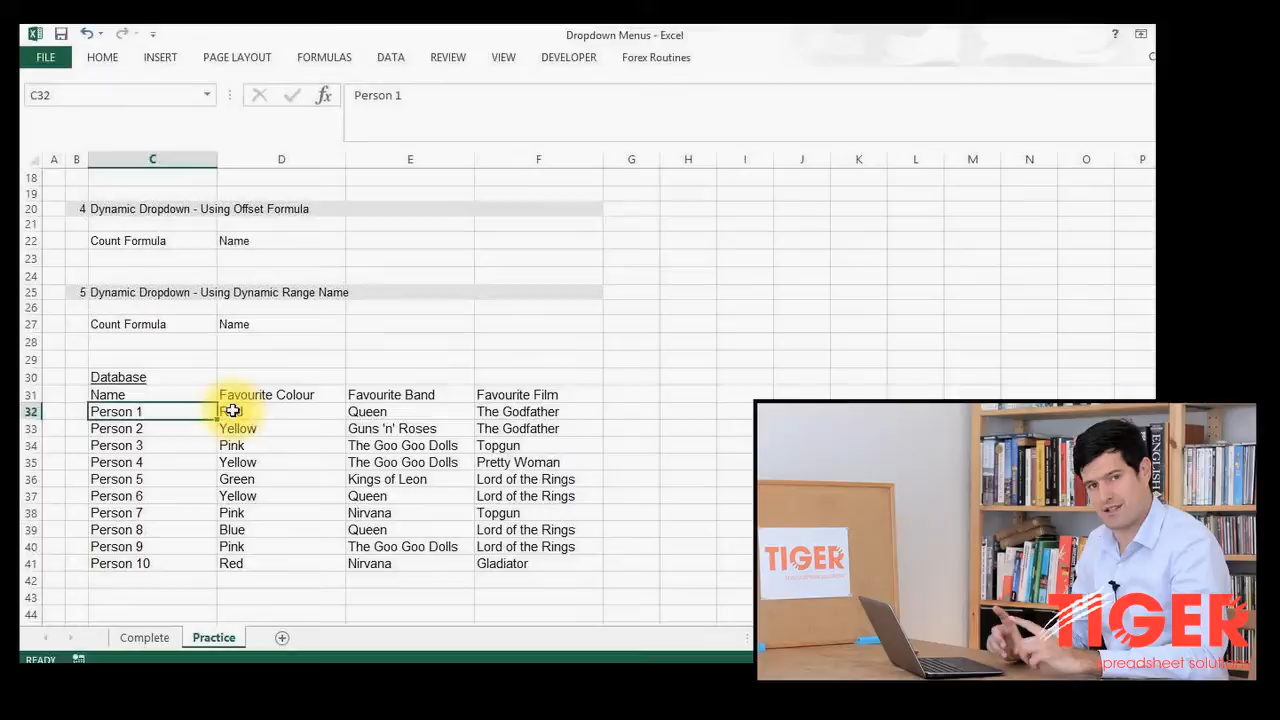 Dropdown Menus - Excel
?
FILE HOME INSERT PAGE LAYOUT FORMULAS DATA REVIEW VIEW DEVELOPER Forex Routines
C32 fx Person 1
A B C D E F G H I J K L M N O P
18
19
20 4 Dynamic Dropdown - Using Offset Formula
21
22 Count Formula Name
23
24
25 5 Dynamic Dropdown - Using Dynamic Range Name
26
27 Count Formula Name
28
29
30 Database
31 Name Favourite Colour Favourite Band Favourite Film
32 Person 1 Queen The Godfather
33 Person 2 Yellow Guns 'n' Roses The Godfather
34 Person 3 Pink The Goo Goo Dolls Topgun
35 Person 4 Yellow The Goo Goo Dolls Pretty Woman
36 Person 5 Green Kings of Leon Lord of the Rings
37 Person 6 Yellow Queen Lord of the Rings
38 Person 7 Pink Nirvana Topgun
39 Person 8 Blue Queen Lord of the Rings
40 Person 9 Pink The Goo Goo Dolls Lord of the Rings
41 Person 10 Red Nirvana Gladiator
42
43
44
Complete Practice
READY
ENGLISH
TIGER
TIGER
spreadsheet solutions